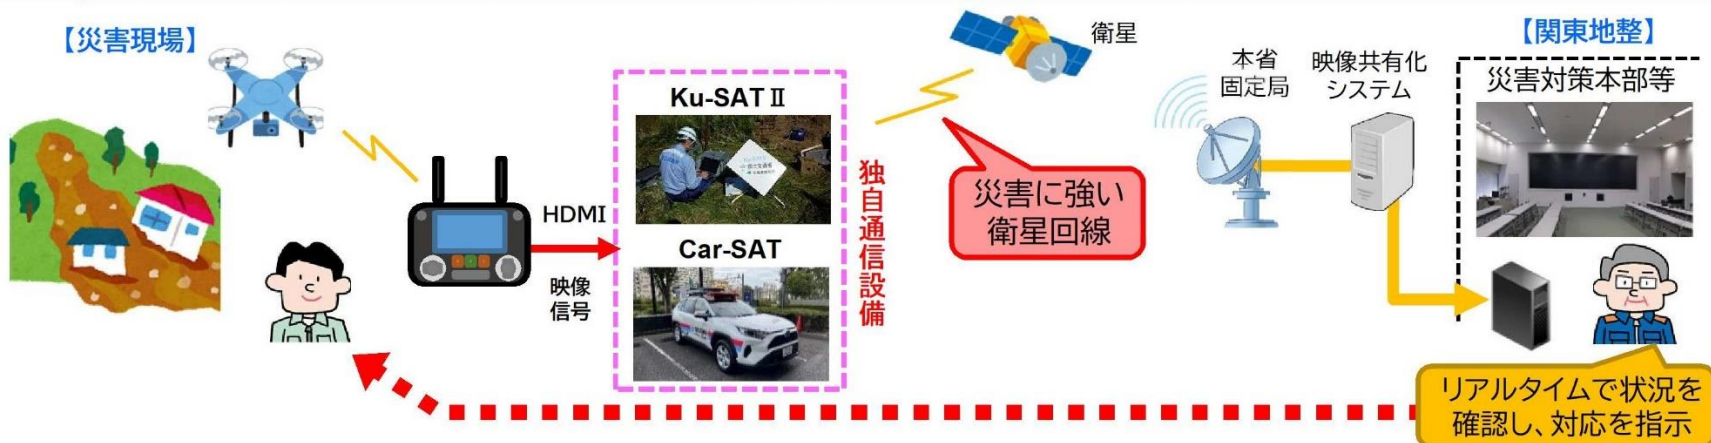 【災害現場】
HDMI
映像
信号
Ku-SATⅡ
Car-SAT
独自通信設備
衛星
災害に強い
衛星回線
本省
固定局
映像共有化
システム
【関東地整】
災害対策本部等
リアルタイムで状況を
確認し、対応を指示